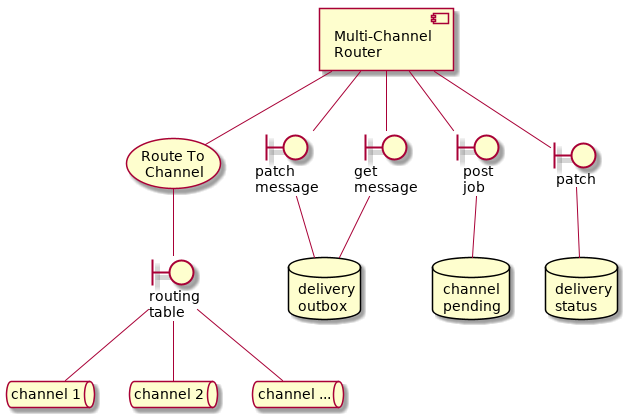 Multi-Channel
Router
Route To
Channel
patch
message
get
message
post
job
patch
routing
table
delivery
outbox
channel
pending
delivery
status
channel 1
channel 2
channel ...